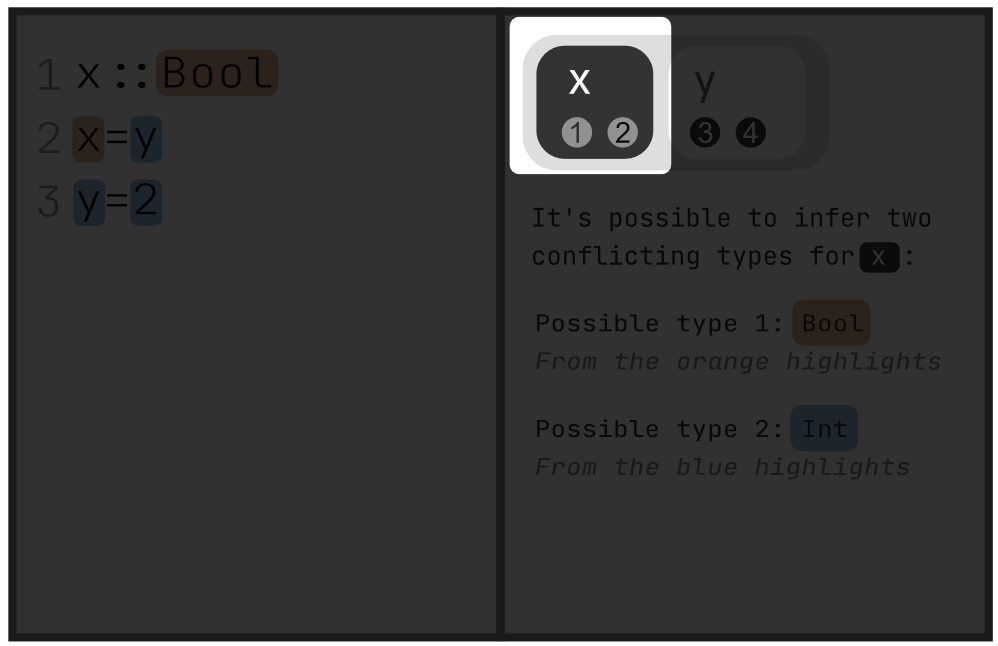 1 x::Bool
2 x=y
3 y=2
x y
1 2 3 4
It's possible to infer two
conflicting types for x :
Possible type 1: Bool
From the orange highlights
Possible type 2: Int
From the blue highlights